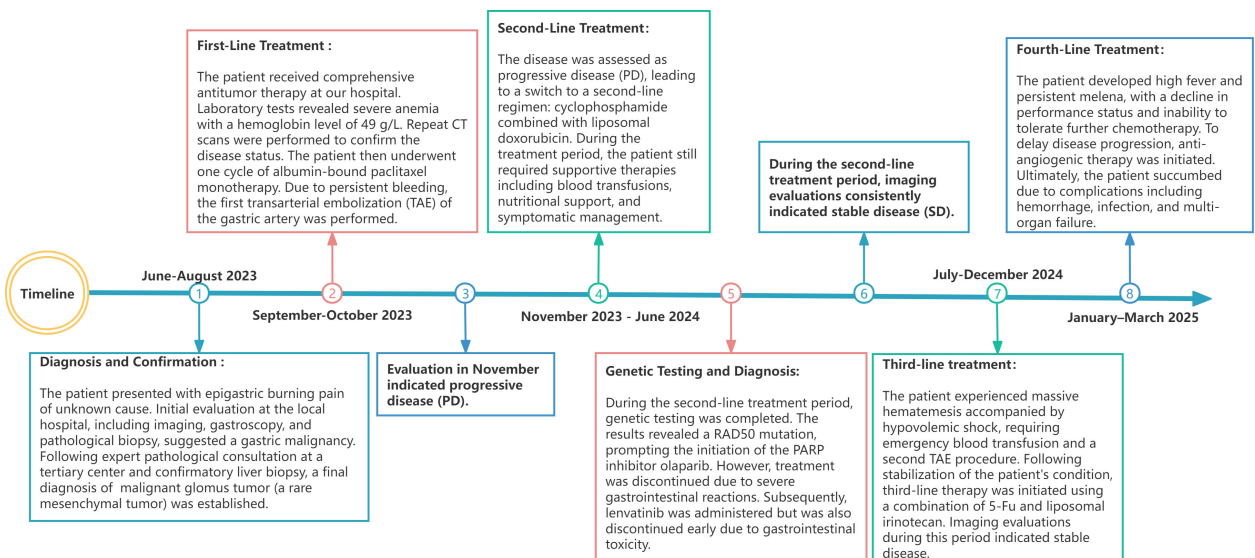 First-Line Treatment :
The patient received comprehensive
antitumor therapy at our hospital.
Laboratory tests revealed severe anemia
with a hemoglobin level of 49 g/L. Repeat CT
scans were performed to confirm the
disease status. The patient then underwent
one cycle of albumin-bound paclitaxel
monotherapy. Due to persistent bleeding,
the first transarterial embolization (TAE) of
the gastric artery was performed.
Second-Line Treatment:
The disease was assessed as
progressive disease (PD), leading
to a switch to a second-line
regimen: cyclophosphamide
combined with liposomal
doxorubicin. During the
treatment period, the patient still
required supportive therapies
including blood transfusions,
nutritional support, and
symptomatic management.
During the second-line
treatment period, imaging
evaluations consistently
indicated stable disease (SD).
Fourth-Line Treatment:
The patient developed high fever and
persistent melena, with a decline in
performance status and inability to
tolerate further chemotherapy. To
delay disease progression, anti-
angiogenic therapy was initiated.
Ultimately, the patient succumbed
due to complications including
hemorrhage, infection, and multi-
organ failure.
Timeline
June-August 2023
1
2
September-October 2023
3
4
November 2023 - June 2024
5
6
July-December 2024
7
8
January–March 2025
Diagnosis and Confirmation :
The patient presented with epigastric burning pain
of unknown cause. Initial evaluation at the local
hospital, including imaging, gastroscopy, and
pathological biopsy, suggested a gastric malignancy.
Following expert pathological consultation at a
tertiary center and confirmatory liver biopsy, a final
diagnosis of malignant glomus tumor (a rare
mesenchymal tumor) was established.
Evaluation in November
indicated progressive
disease (PD).
Genetic Testing and Diagnosis:
During the second-line treatment period,
genetic testing was completed. The
results revealed a RAD50 mutation,
prompting the initiation of the PARP
inhibitor olaparib. However, treatment
was discontinued due to severe
gastrointestinal reactions. Subsequently,
lenvatinib was administered but was also
discontinued early due to gastrointestinal
toxicity.
Third-line treatment:
The patient experienced massive
hematemesis accompanied by
hypovolemic shock, requiring
emergency blood transfusion and a
second TAE procedure. Following
stabilization of the patient's condition,
third-line therapy was initiated using
a combination of 5-Fu and liposomal
irinotecan. Imaging evaluations
during this period indicated stable
disease.